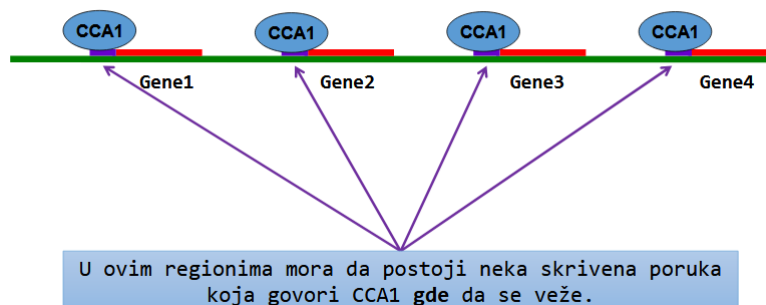 CCA1 CCA1 CCA1 CCA1
Gene1 Gene2 Gene3 Gene4
U ovim regionima mora da postoji neka skrivena poruka
koja govori CCA1 gde da se veže.